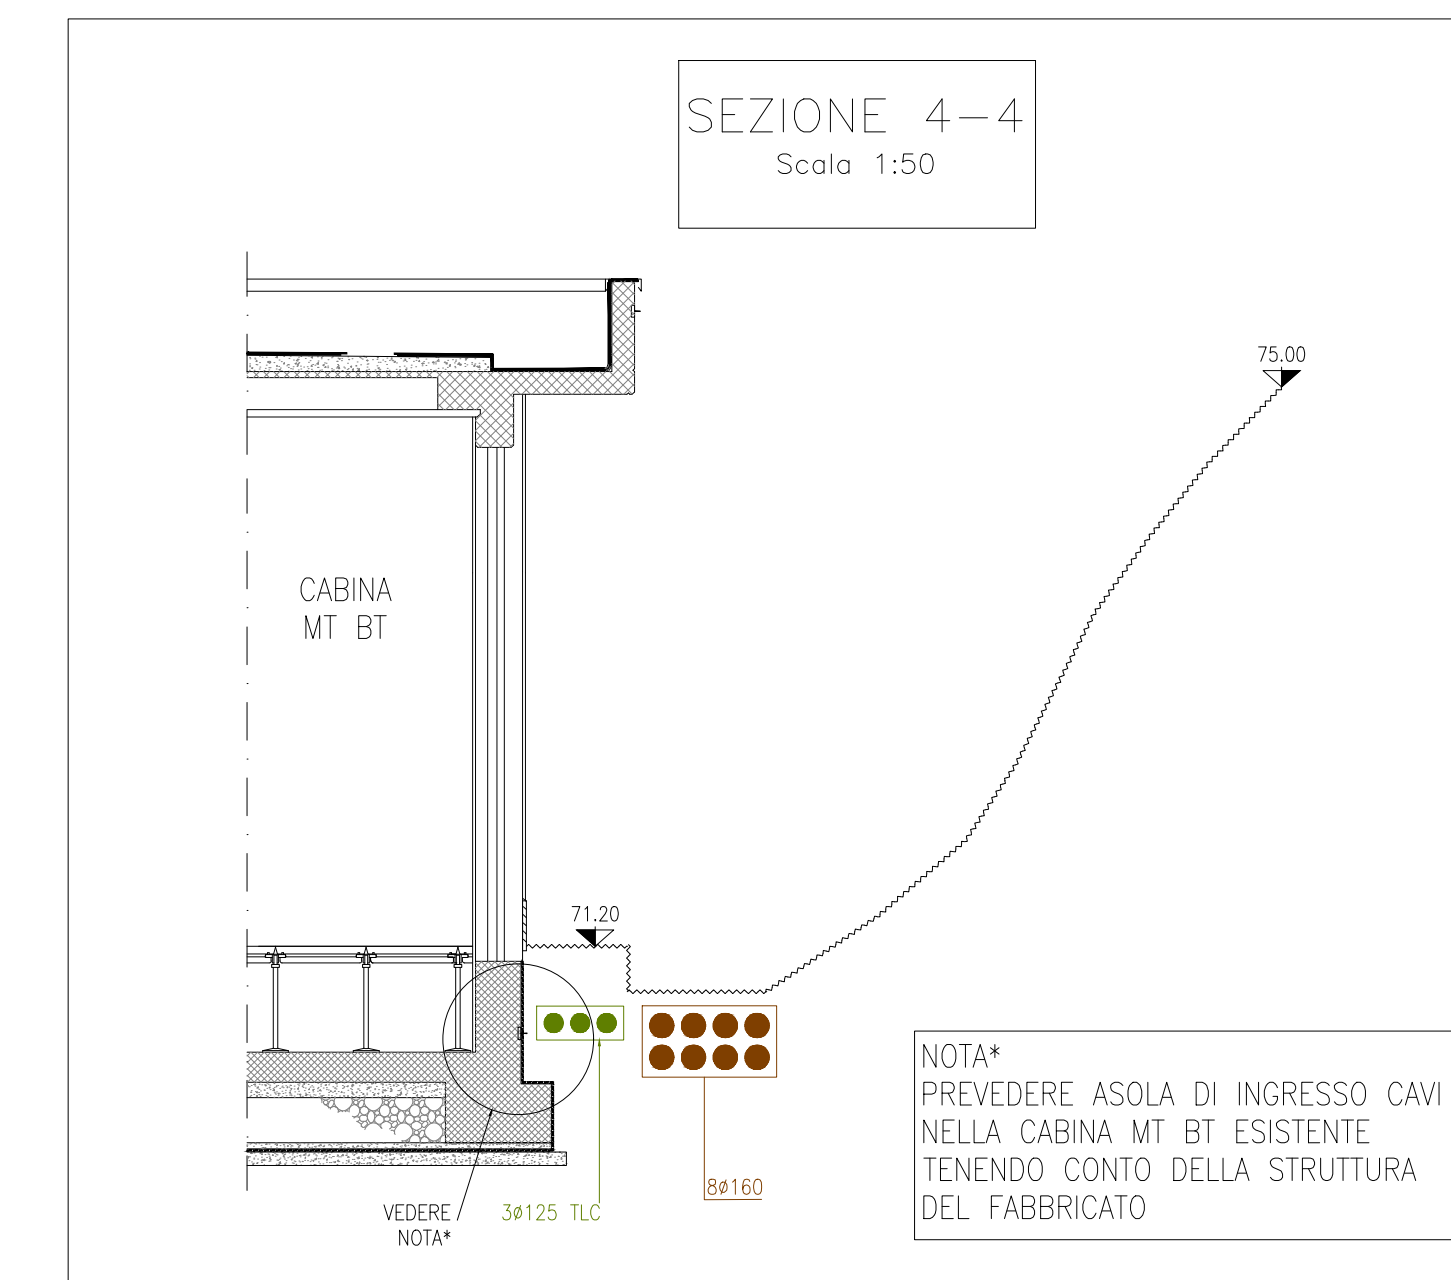 SEZIONE 4-4
Scala 1:50
75.00
CABINA
MT BT
71.20
NOTA*
PREVEDERE ASOLA DI INGRESSO CAVI
NELLA CABINA MT BT ESISTENTE
TENENDO CONTO DELLA STRUTTURA
DEL FABBRICATO
8ø160
3ø125 TLC
VEDERE
NOTA*